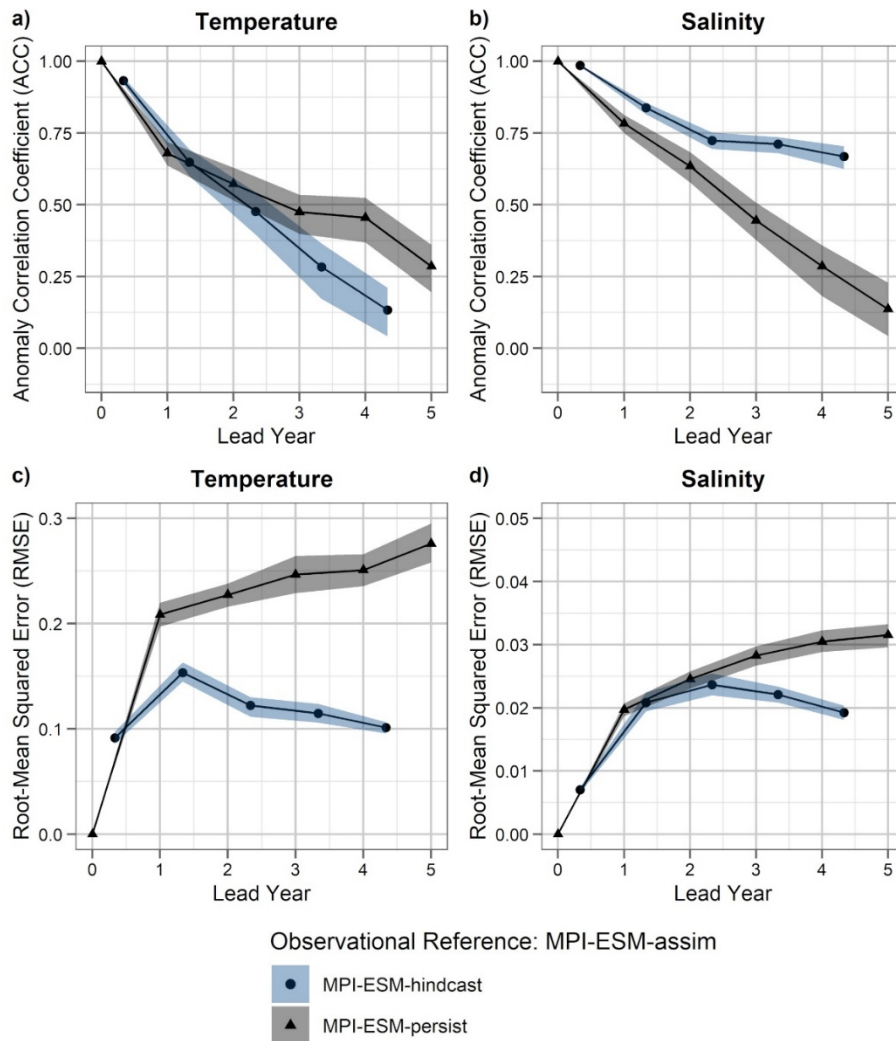 a)
Temperature
Anomaly Correlation Coefficient (ACC)
1.00
0.75
0.50
0.25
0.00
0 1 2 3 4 5
Lead Year
b)
Salinity
Anomaly Correlation Coefficient (ACC)
1.00
0.75
0.50
0.25
0.00
0 1 2 3 4 5
Lead Year
c)
Temperature
Root-Mean Squared Error (RMSE)
0.3
0.2
0.1
0.0
0 1 2 3 4 5
Lead Year
d)
Salinity
Root-Mean Squared Error (RMSE)
0.05
0.04
0.03
0.02
0.01
0.00
0 1 2 3 4 5
Lead Year
Observational Reference: MPI-ESM-assim
MPI-ESM-hindcast
MPI-ESM-persist